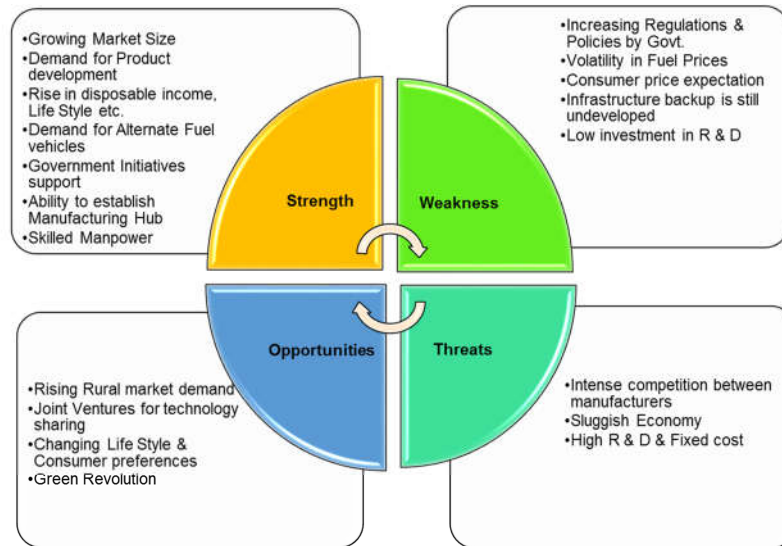 •Growing Market Size
•Demand for Product
development
•Rise in disposable income,
Life Style etc.
•Demand for Alternate Fuel
vehicles
•Government Initiatives
support
•Ability to establish
Manufacturing Hub
•Skilled Manpower
•Increasing Regulations &
Policies by Govt.
•Volatility in Fuel Prices
•Consumer price expectation
•Infrastructure backup is still
undeveloped
•Low investment in R & D
Strength
Weakness
Opportunities
Threats
•Rising Rural market demand
•Joint Ventures for technology
sharing
•Changing Life Style &
Consumer preferences
•Green Revolution
•Intense competition between
manufacturers
•Sluggish Economy
•High R & D & Fixed cost